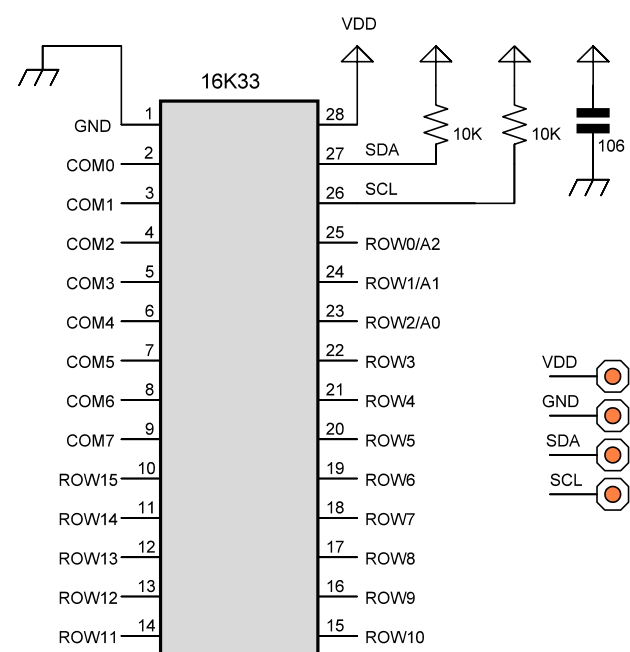 VDD
16K33
GND 1 28
10K 10K 106
COM0 2 27 SDA
COM1 3 26 SCL
COM2 4 25 ROW0/A2
COM3 5 24 ROW1/A1
COM4 6 23 ROW2/A0
COM5 7 22 ROW3
COM6 8 21 ROW4
COM7 9 20 ROW5
ROW15 10 19 ROW6
ROW14 11 18 ROW7
ROW13 12 17 ROW8
ROW12 13 16 ROW9
ROW11 14 15 ROW10
VDD
GND
SDA
SCL